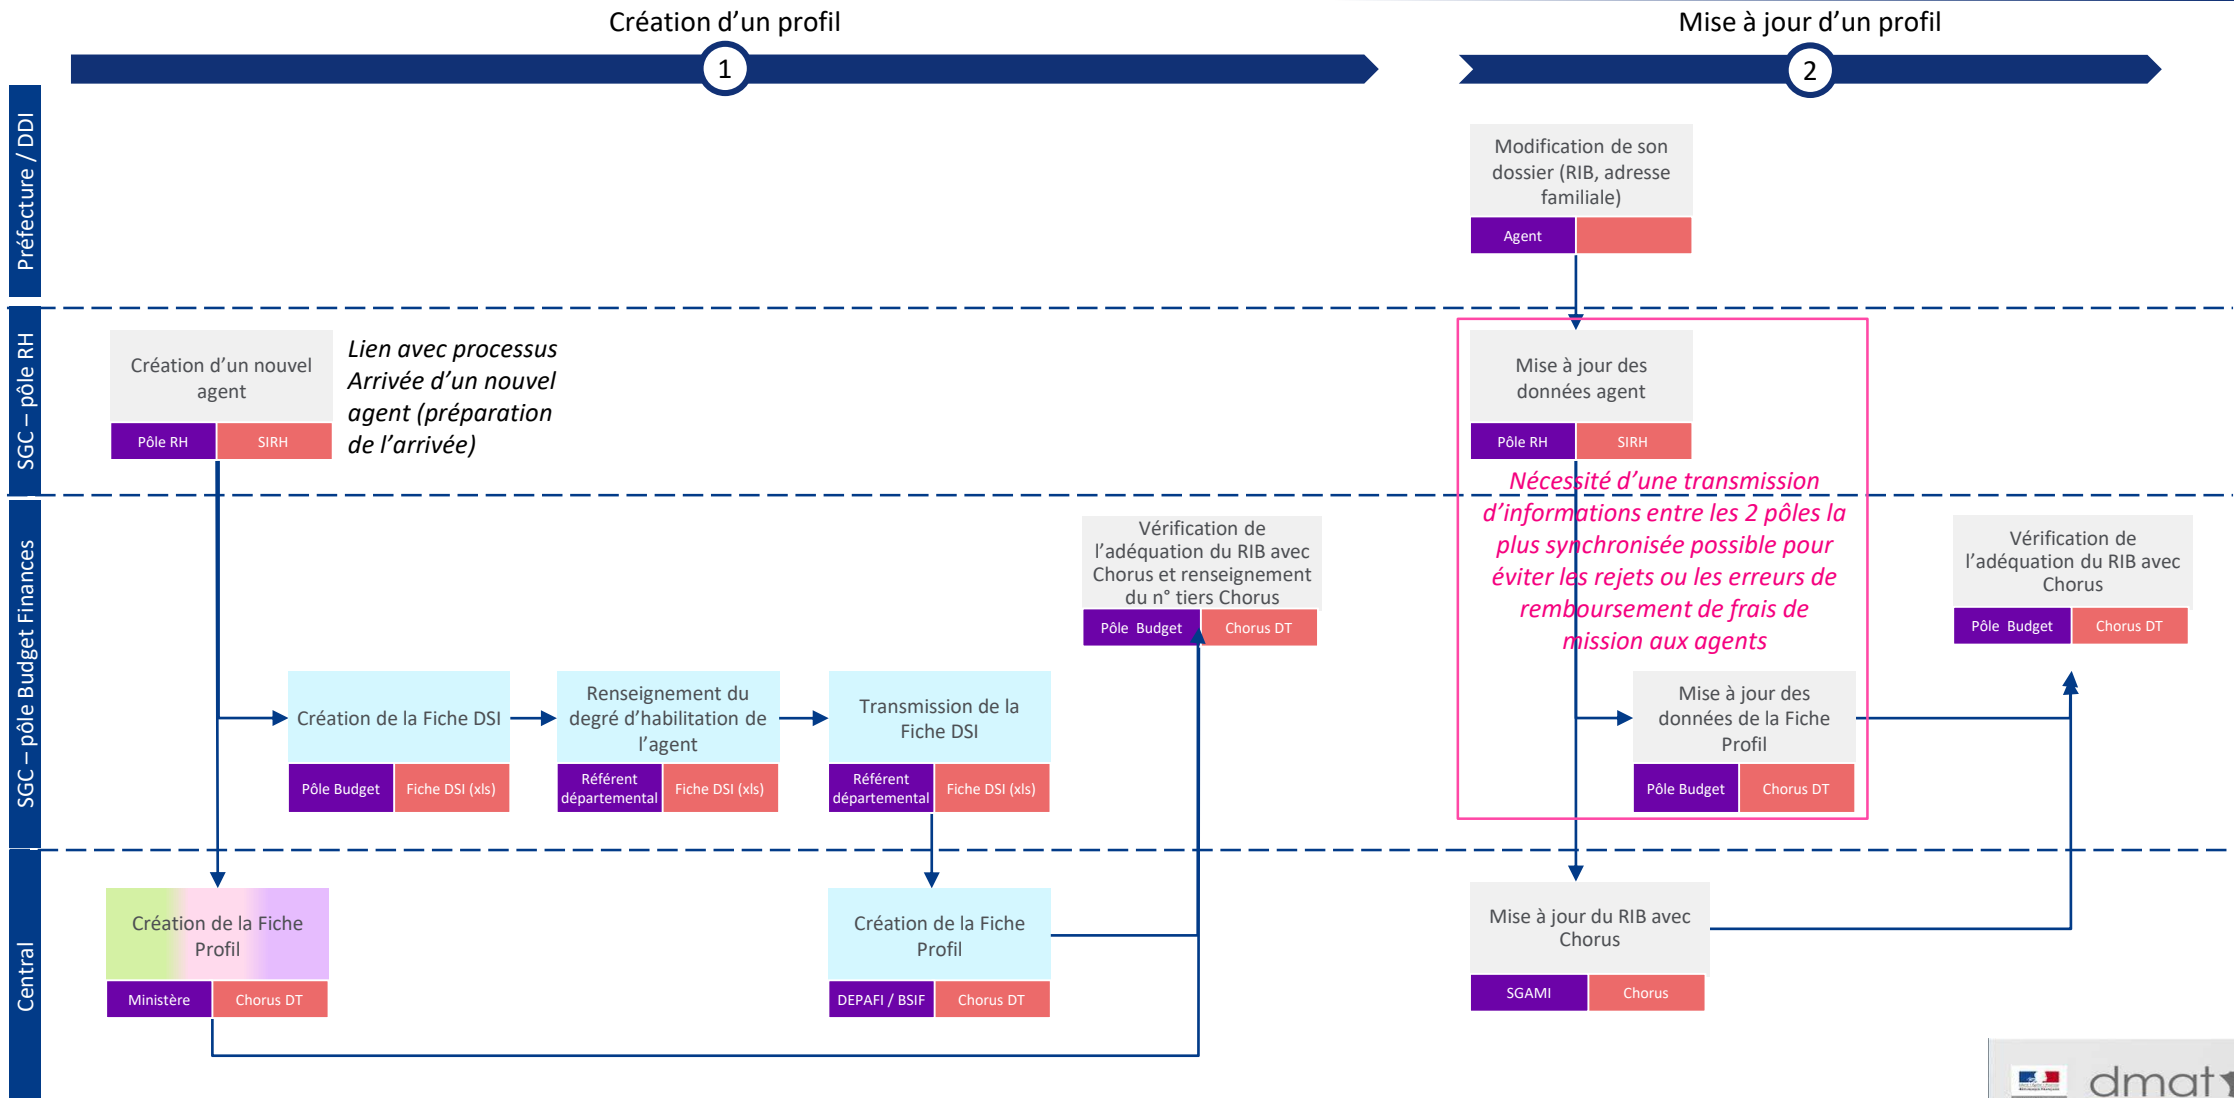 Création d’un profil
1
Mise à jour d’un profil
2
Préfecture / DDI
Modification de son
dossier (RIB, adresse
familiale)
Agent
SGC – pôle RH
Création d’un nouvel
agent
Pôle RH
SIRH
Lien avec processus
Arrivée d’un nouvel
agent (préparation
de l’arrivée)
Mise à jour des
données agent
Pôle RH
SIRH
Nécessité d’une transmission
d’informations entre les 2 pôles la
plus synchronisée possible pour
éviter les rejets ou les erreurs de
remboursement de frais de
mission aux agents
SGC – pôle Budget Finances
Vérification de
l’adéquation du RIB avec
Chorus et renseignement
du n° tiers Chorus
Pôle Budget
Chorus DT
Vérification de
l’adéquation du RIB avec
Chorus
Pôle Budget
Chorus DT
Création de la Fiche DSI
Pôle Budget
Fiche DSI (xls)
Renseignement du
degré d’habilitation de
l’agent
Référent
départemental
Fiche DSI (xls)
Transmission de la
Fiche DSI
Référent
départemental
Fiche DSI (xls)
Mise à jour des
données de la Fiche
Profil
Pôle Budget
Chorus DT
Central
Création de la Fiche
Profil
Ministère
Chorus DT
Création de la Fiche
Profil
DEPAFI / BSIF
Chorus DT
Mise à jour du RIB avec
Chorus
SGAMI
Chorus
dmat